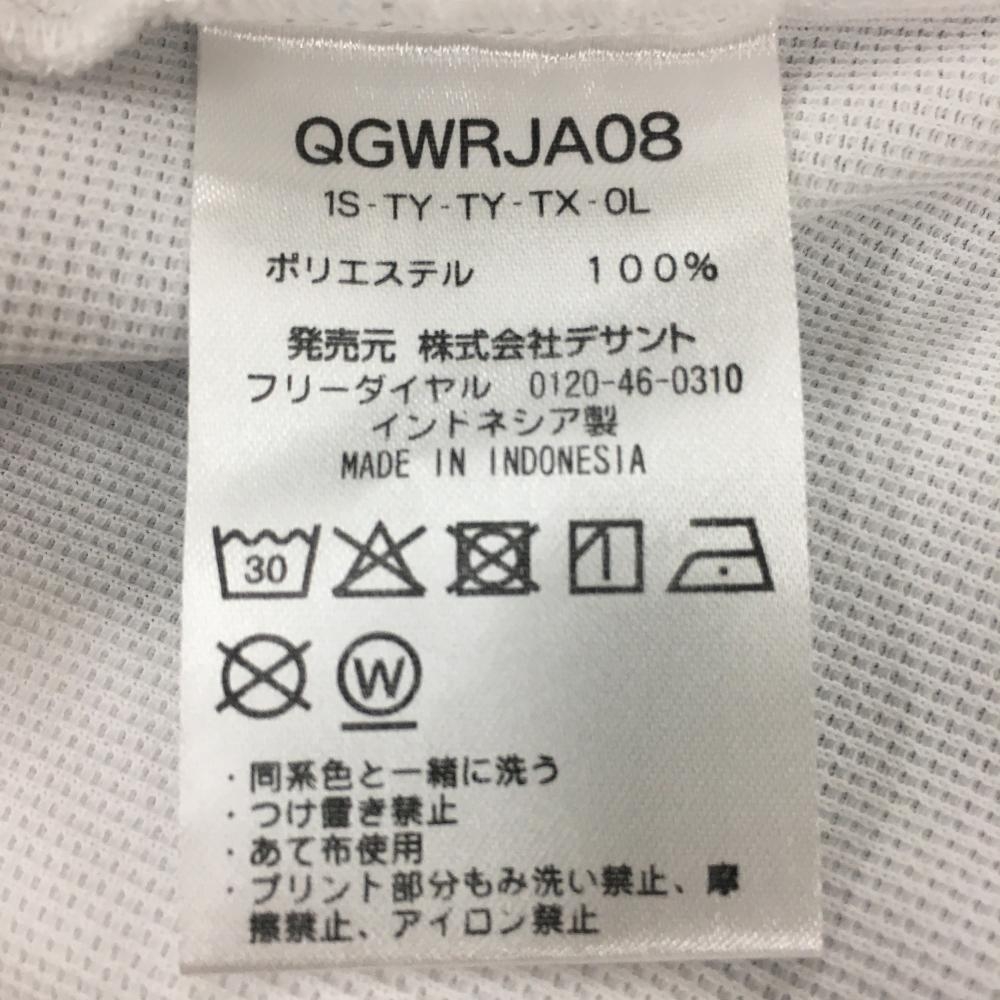 QGWRJA08
1S-TY-TY-TX-0L
ポリエステル 100%
発売元 株式会社デサント
フリーダイヤル 0120-46-0310
インドネシア製
MADE IN INDONESIA
30
W
・同系色と一緒に洗う
・つけ置き禁止
・あて布使用
・プリント部分もみ洗い禁止、摩
擦禁止、アイロン禁止